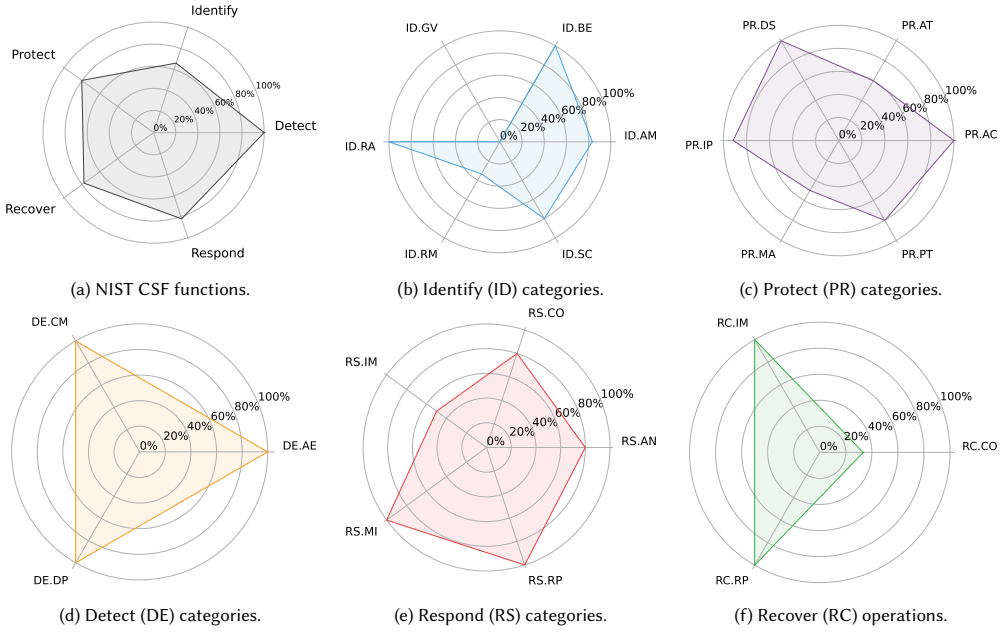 Identify
Protect
100%
80%
60%
40%
20%
0%
Detect
Recover
Respond
(a) NIST CSF functions.
ID.GV
ID.BE
100%
80%
60%
40%
20%
0%
ID.AM
ID.RA
ID.RM
ID.SC
(b) Identify (ID) categories.
PR.DS
PR.AT
100%
80%
60%
40%
20%
0%
PR.AC
PR.IP
PR.MA
PR.PT
(c) Protect (PR) categories.
DE.CM
100%
80%
60%
40%
20%
0%
DE.AE
DE.DP
(d) Detect (DE) categories.
RS.CO
RS.IM
100%
80%
60%
40%
20%
0%
RS.AN
RS.MI
RS.RP
(e) Respond (RS) categories.
RC.IM
100%
80%
60%
40%
20%
0%
RC.CO
RC.RP
(f) Recover (RC) operations.